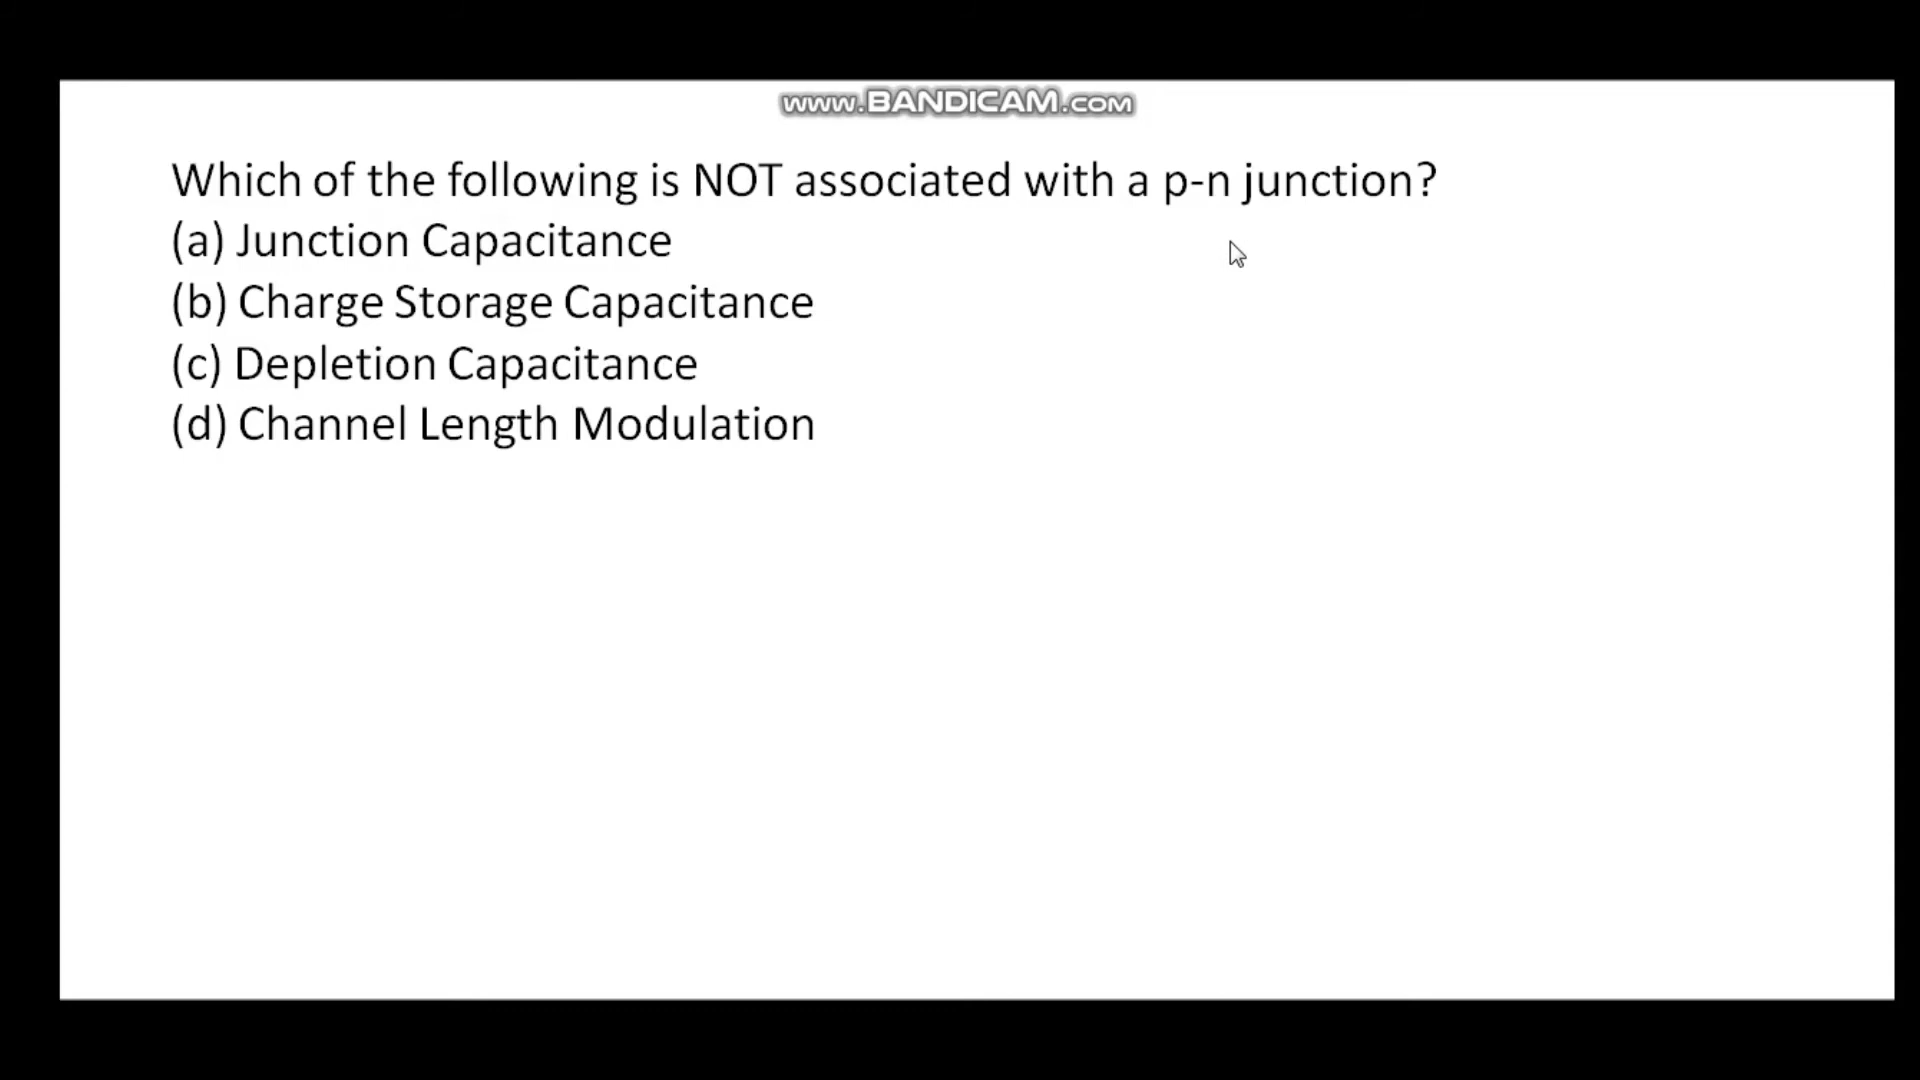 www.BANDICAM.com
Which of the following is NOT associated with a p-n junction?
(a) Junction Capacitance
(b) Charge Storage Capacitance
(c) Depletion Capacitance
(d) Channel Length Modulation